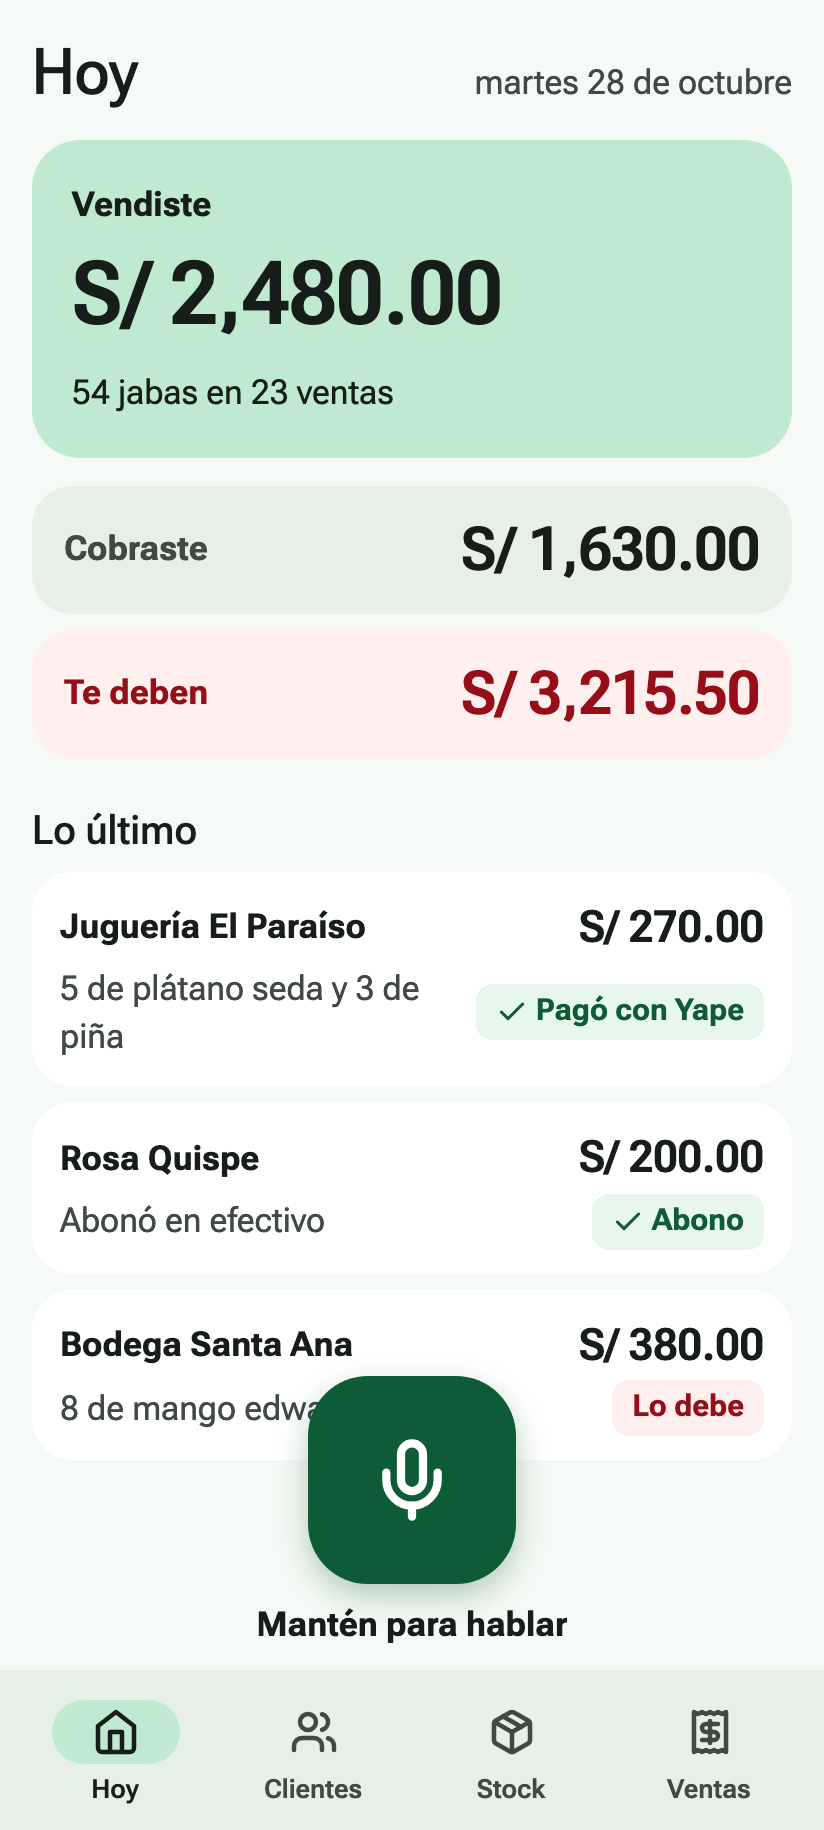 Hoy
martes 28 de octubre
Vendiste
S/ 2,480.00
54 jabas en 23 ventas
Cobraste
S/ 1,630.00
Te deben
S/ 3,215.50
Lo último
Juguería El Paraíso
S/ 270.00
5 de plátano seda y 3 de
piña
Pagó con Yape
Rosa Quispe
S/ 200.00
Abonó en efectivo
Abono
Bodega Santa Ana
S/ 380.00
8 de mango
Lo debe
Mantén para hablar
Hoy
Clientes
Stock
Ventas